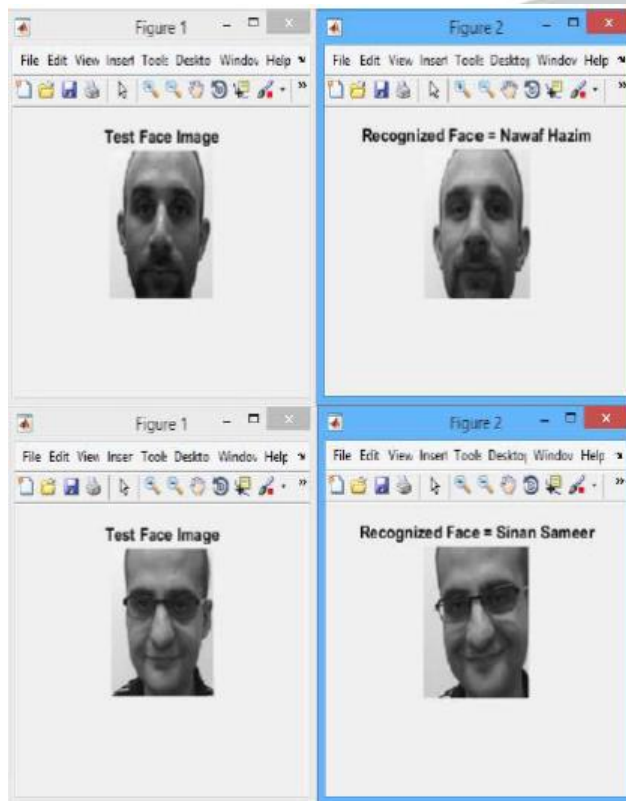 Figure 1
File Edit View Insert Tools Deskto Window Help
Test Face Image
Figure 2
File Edit View Insert Tools Desktop Window Help
Recognized Face = Nawaf Hazim
Figure 1
File Edit View Inser Tools Deskto Window Help
Test Face Image
Figure 2
File Edit View Insert Tools Desktop Window Help
Recognized Face = Sinan Sameer